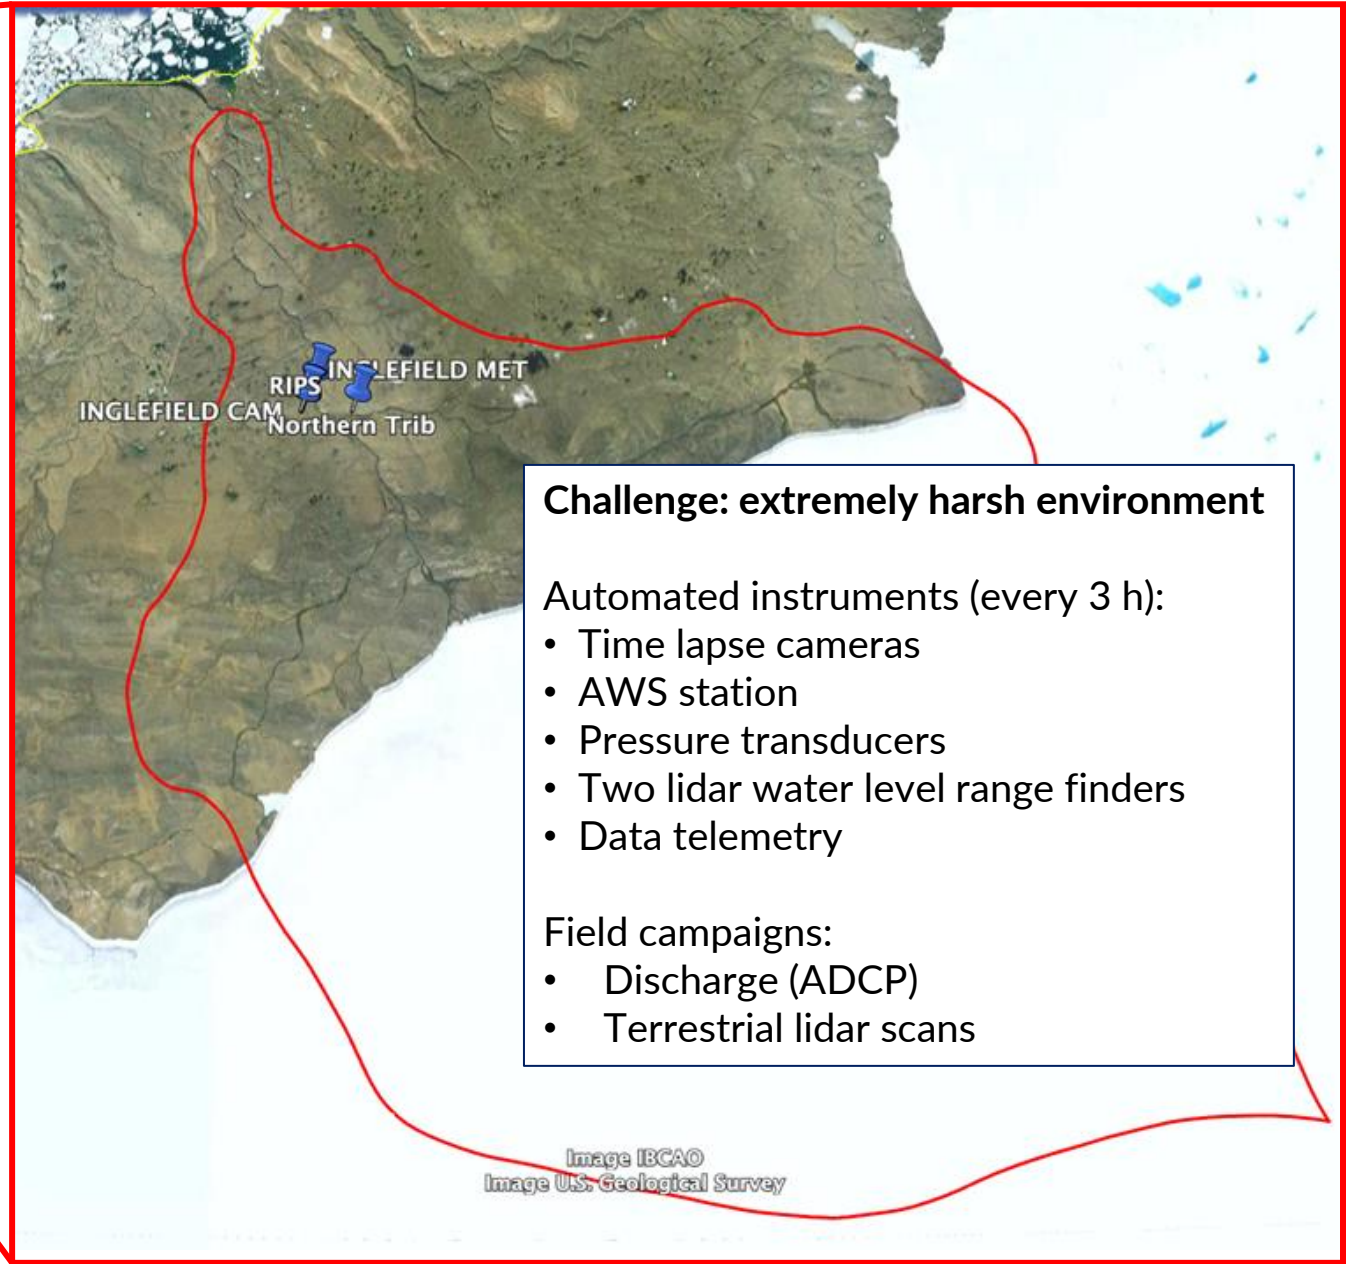 INGLEFIELD MET
RIPS
INGLEFIELD CAM
Northern Trib
Challenge: extremely harsh environment
Automated instruments (every 3 h):
• Time lapse cameras
• AWS station
• Pressure transducers
• Two lidar water level range finders
• Data telemetry
Field campaigns:
• Discharge (ADCP)
• Terrestrial lidar scans
Image IBCAO
Image U.S. Geological Survey